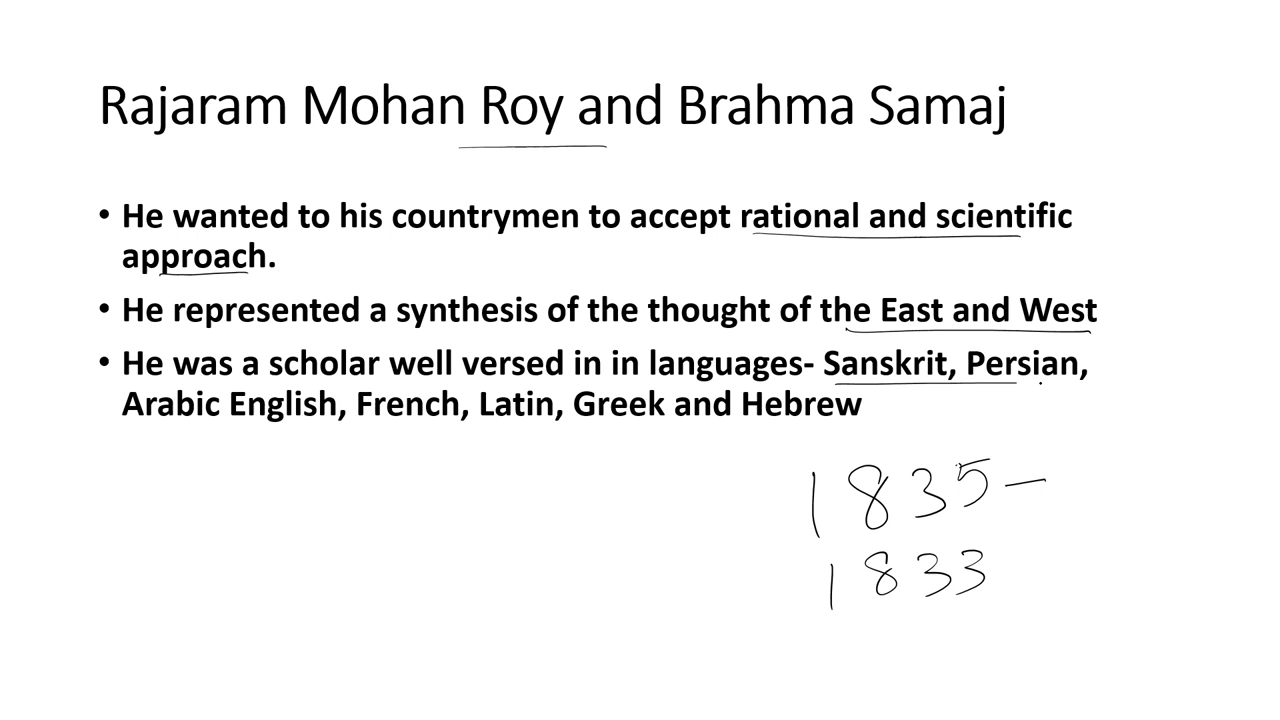 Rajaram Mohan Roy and Brahma Samaj
• He wanted to his countrymen to accept rational and scientific
approach.
• He represented a synthesis of the thought of the East and West
• He was a scholar well versed in in languages- Sanskrit, Persian,
Arabic English, French, Latin, Greek and Hebrew
1835 –
1833